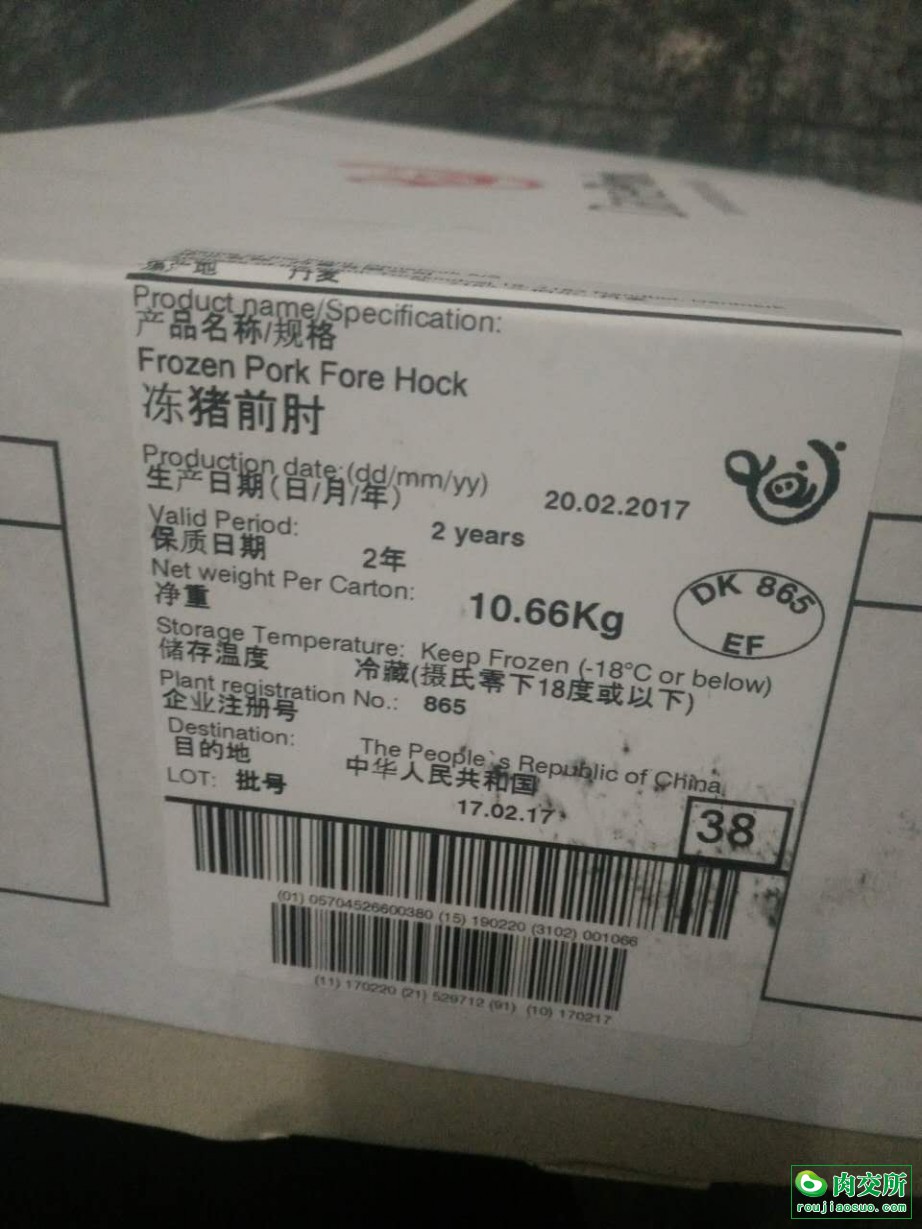 原产地 丹麦
Product name/Specification:
产品名称/规格
Frozen Pork Fore Hock
冻猪前肘
Production date:(dd/mm/yy)
生产日期(日/月/年) 20.02.2017
Valid Period: 2 years
保质日期 2年
Net weight Per Carton: 10.66Kg
净重
DK 865
EF
Storage Temperature: Keep Frozen (-18°C or below)
储存温度 冷藏(摄氏零下18度或以下)
Plant registration No.: 865
企业注册号
Destination: The People`s Republic of China
目的地 中华人民共和国
LOT: 批号 17.02.17
38
(01) 05704526600380 (15) 190220 (3102) 001066
(11) 170220 (21) 529712 (91) (10) 170217
肉交所
roujiaosuo.com